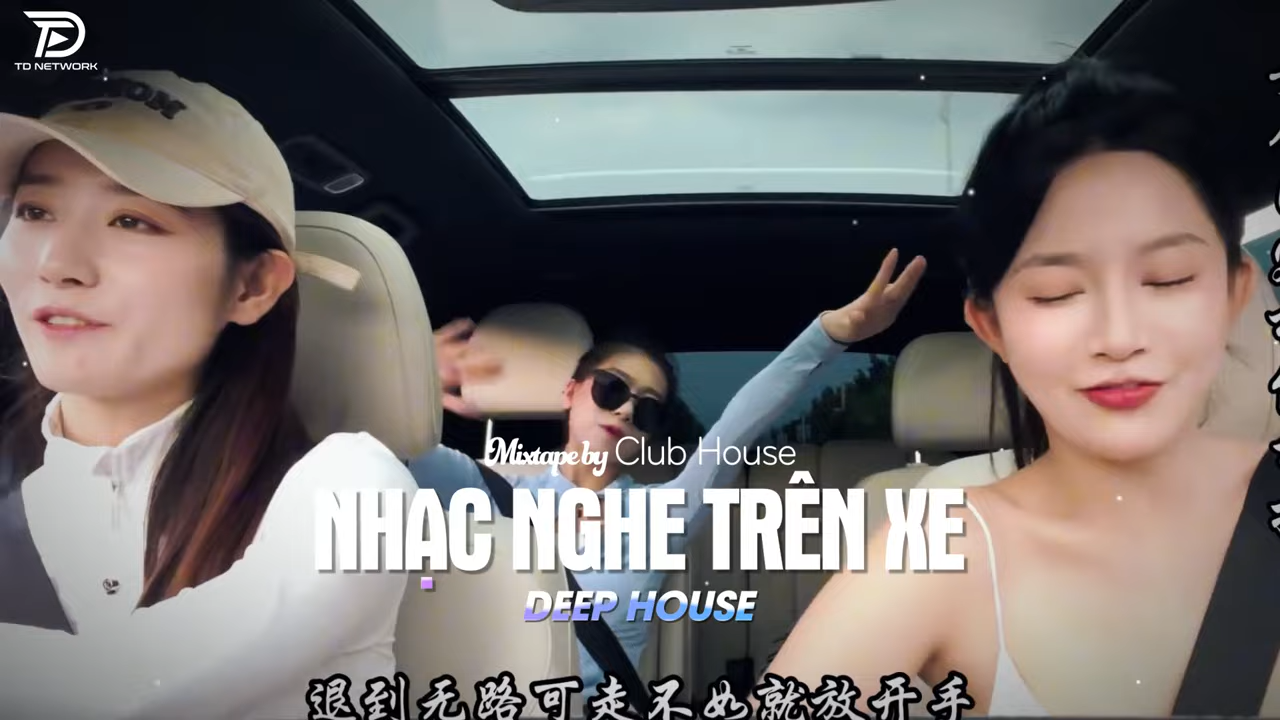 TD NETWORK
Mixtape by Club House
NHẠC NGHE TRÊN XE
DEEP HOUSE
退到无路可走不如就放开手